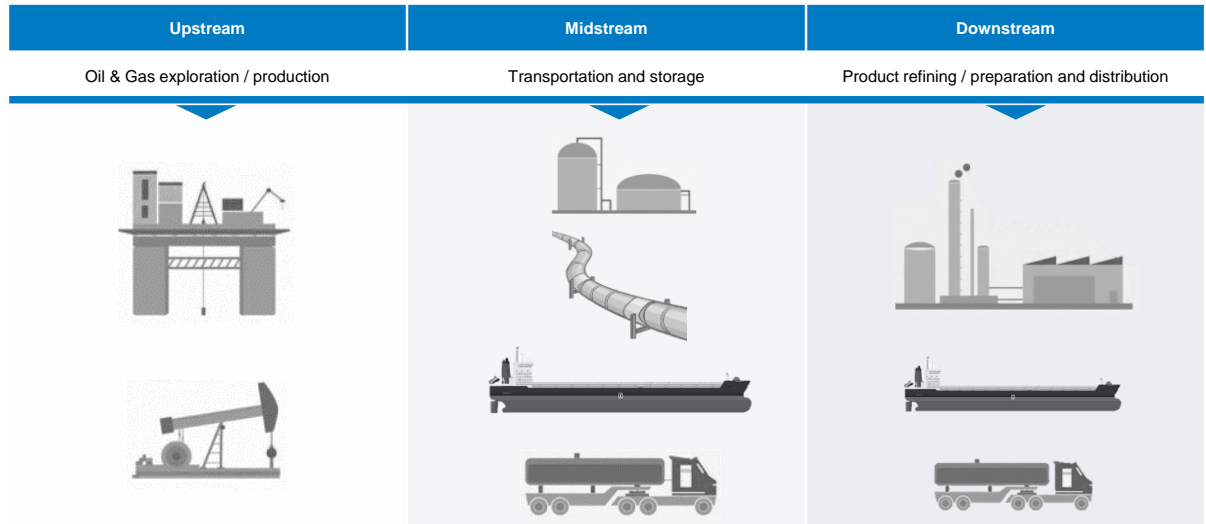 Upstream
Midstream
Downstream
Oil & Gas exploration / production
Transportation and storage
Product refining / preparation and distribution